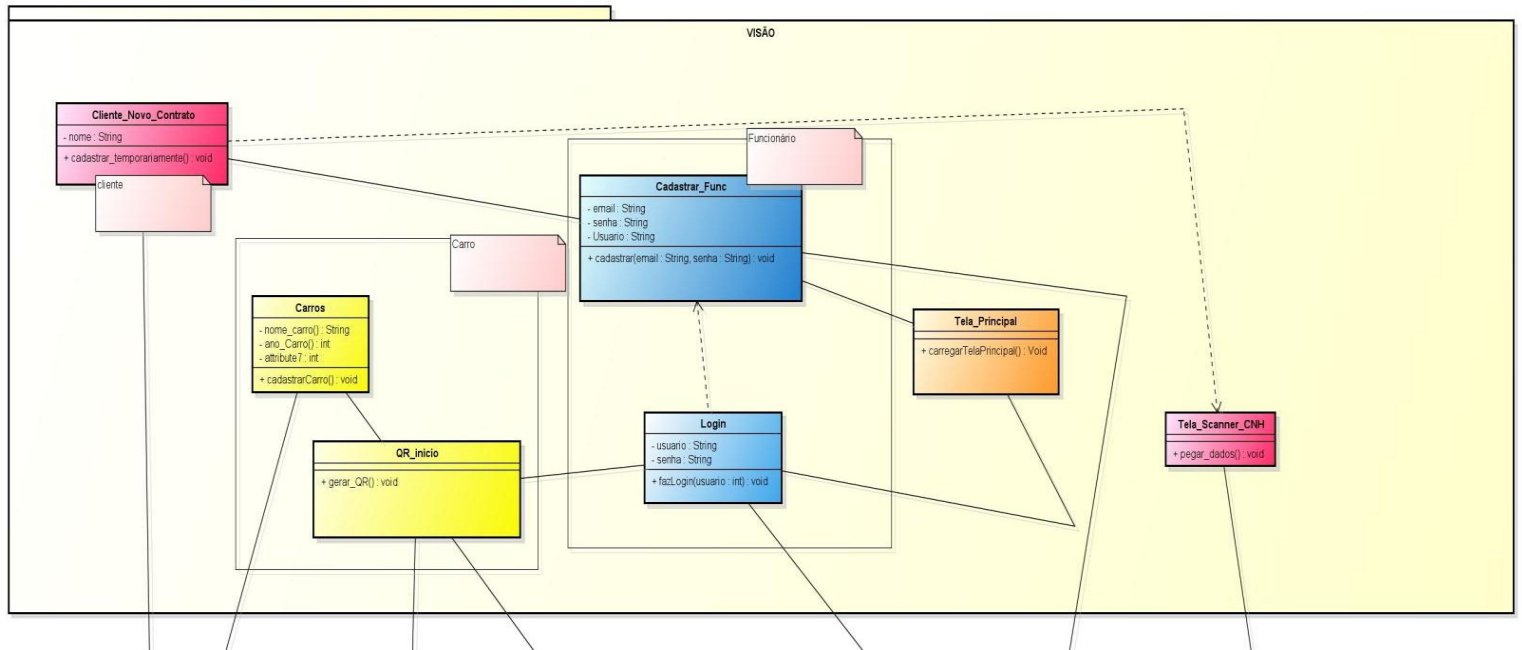 VISÃO
Cliente_Novo_Contrato
- nome : String
+ cadastrar_temporariamente() : void
cliente
Funcionário
Cadastrar_Func
- email : String
- senha : String
- Usuario : String
+ cadastrar(email : String, senha : String) : void
Carro
Carros
- nome_carro() : String
- ano_Carro() : int
- attribute7 : int
+ cadastrarCarro() : void
Tela_Principal
+ carregarTelaPrincipal() : Void
QR_inicio
+ gerar_QR() : void
Login
- usuario : String
- senha : String
+ fazLogin(usuario : int) : void
Tela_Scanner_CNH
+ pegar_dados() : void